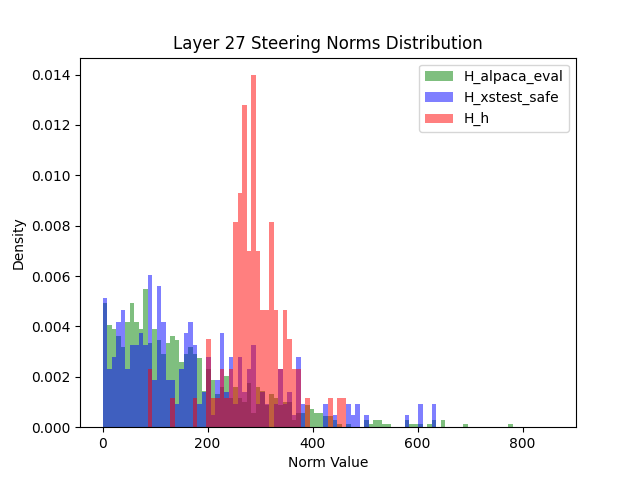 Layer 27 Steering Norms Distribution
H_alpaca_eval
H_xstest_safe
H_h
0.014
0.012
0.010
0.008
0.006
0.004
0.002
0.000
Density
0
200
400
600
800
Norm Value